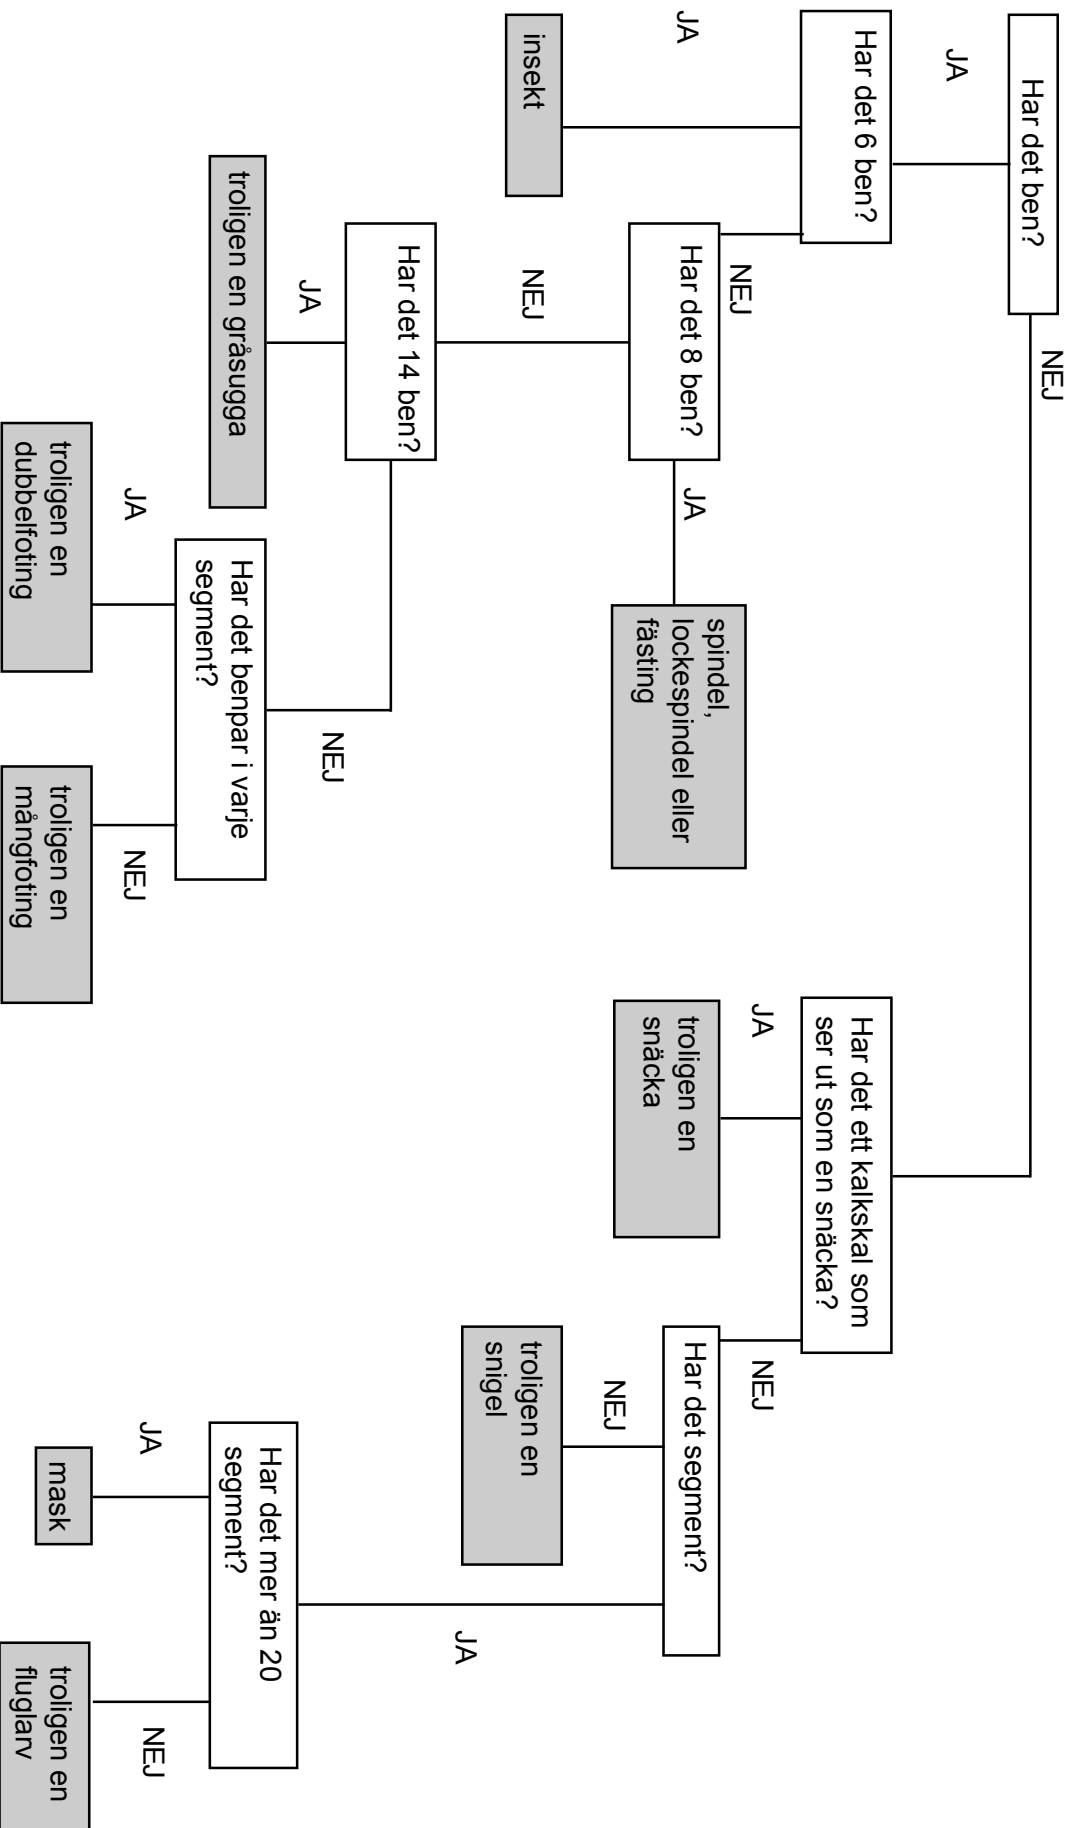 Har det ben?
JA
NEJ
Har det 6 ben?
JA
NEJ
insekt
Har det 8 ben?
JA
NEJ
spindel,
lockespindel eller
fästing
Har det 14 ben?
JA
NEJ
troligen en gråsugga
Har det benpar i varje
segment?
JA
NEJ
troligen en
dubbelfoting
troligen en
mångfoting
Har det ett kalkskal som
ser ut som en snäcka?
JA
NEJ
troligen en
snäcka
Har det segment?
NEJ
JA
troligen en
snigel
Har det mer än 20
segment?
JA
NEJ
mask
troligen en
fluglarv